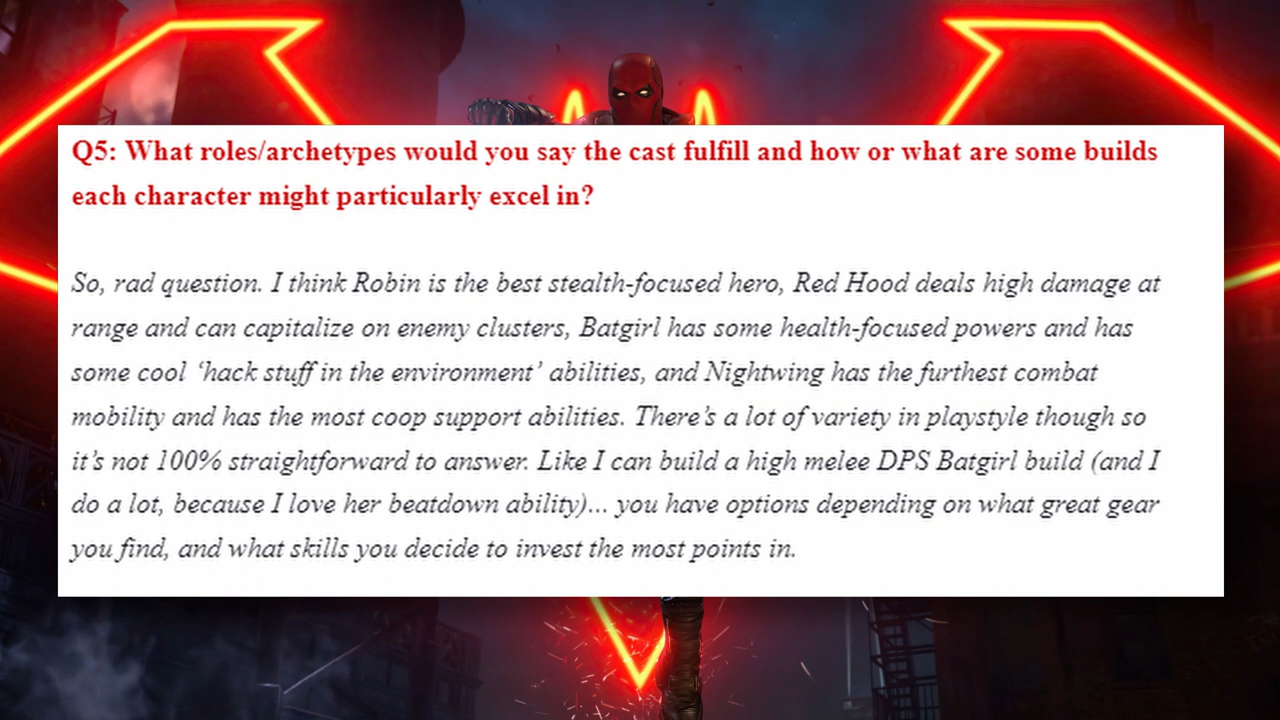 Q5: What roles/archetypes would you say the cast fulfill and how or what are some builds
each character might particularly excel in?
So, rad question. I think Robin is the best stealth-focused hero, Red Hood deals high damage at
range and can capitalize on enemy clusters, Batgirl has some health-focused powers and has
some cool ‘hack stuff in the environment’ abilities, and Nightwing has the furthest combat
mobility and has the most coop support abilities. There’s a lot of variety in playstyle though so
it’s not 100% straightforward to answer. Like I can build a high melee DPS Batgirl build (and I
do a lot, because I love her beatdown ability)... you have options depending on what great gear
you find, and what skills you decide to invest the most points in.